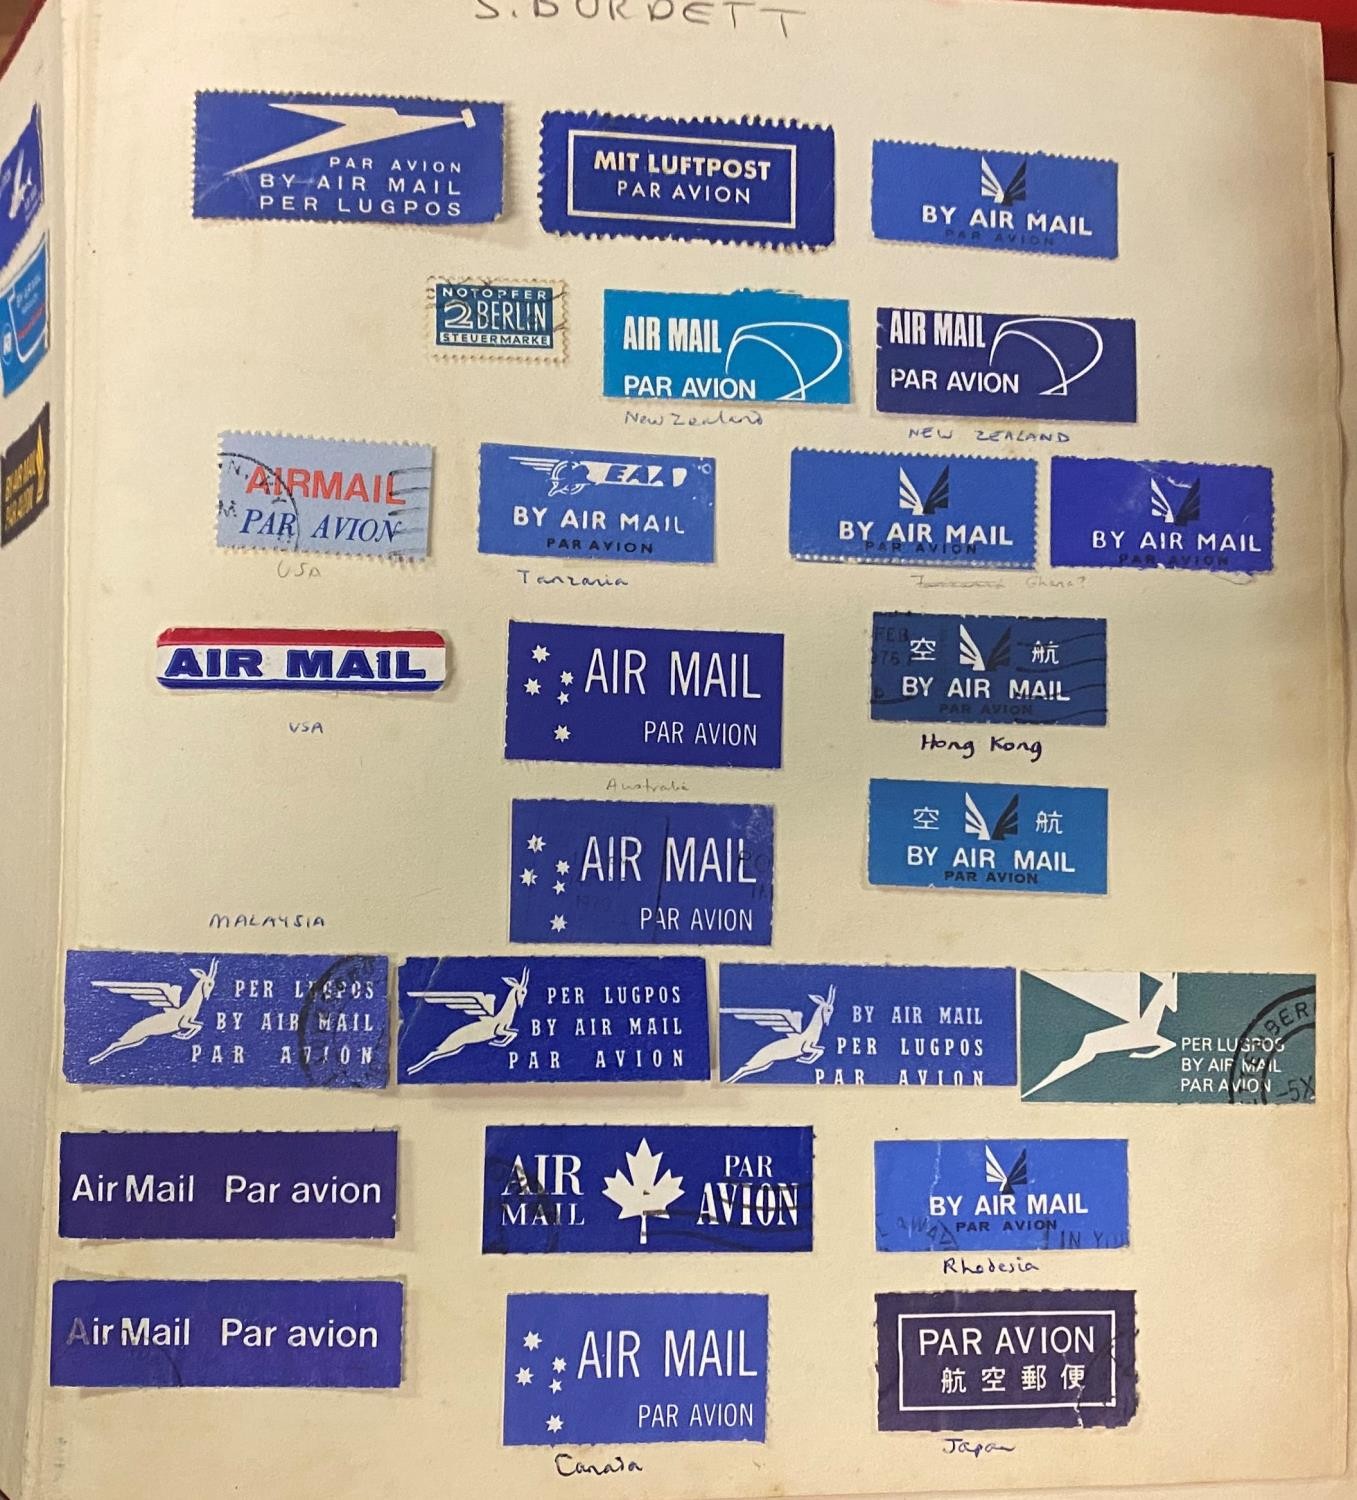 S. BURDETT
PAR AVION
BY AIR MAIL
PER LUGPOS
MIT LUFTPOST
PAR AVION
BY AIR MAIL
PAR AVION
NOTOPFER
2 BERLIN
STEUERMARKE
AIR MAIL
PAR AVION
New Zealand
AIR MAIL
PAR AVION
NEW ZEALAND
AIRMAIL
PAR AVION
USA
EAA
BY AIR MAIL
PAR AVION
Tanzania
BY AIR MAIL
PAR AVION
Ghana?
BY AIR MAIL
PAR AVION
AIR MAIL
USA
AIR MAIL
PAR AVION
Australia
FEB
空 航
BY AIR MAIL
PAR AVION
Hong Kong
AIR MAIL
PAR AVION
空 航
BY AIR MAIL
PAR AVION
MALAYSIA
PER LUGPOS
BY AIR MAIL
PAR AVION
PER LUGPOS
BY AIR MAIL
PAR AVION
BY AIR MAIL
PER LUGPOS
PAR AVION
PER LUGPOS
BY AIR MAIL
PAR AVION
-5X
Air Mail Par avion
AIR MAIL
PAR AVION
BY AIR MAIL
PAR AVION
Rhodesia
Air Mail Par avion
AIR MAIL
PAR AVION
Canada
PAR AVION
航空郵便
Japan